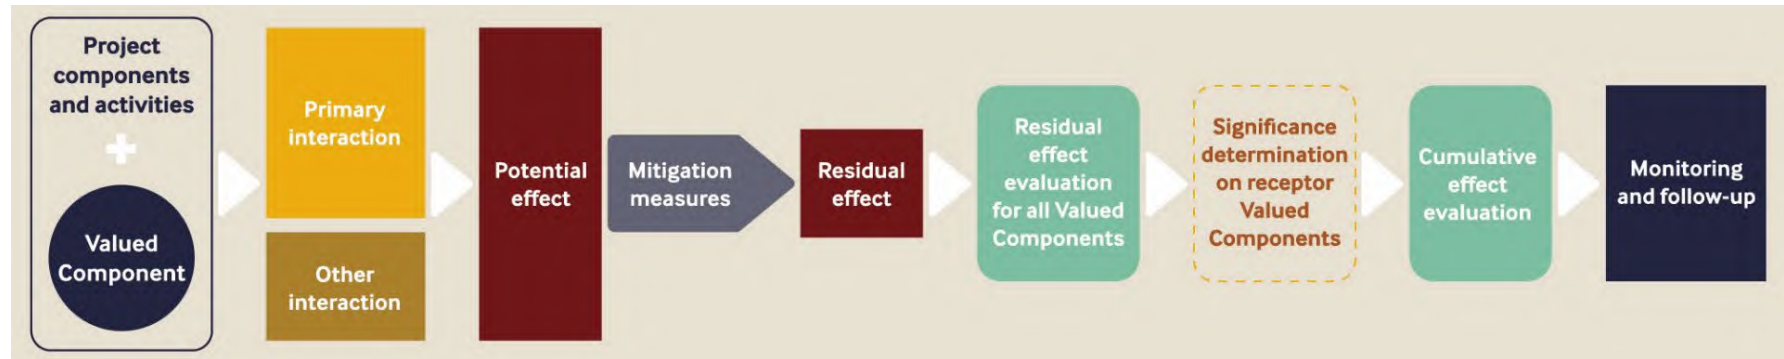 Project
components
and activities
+
Valued
Component
Primary
interaction
Other
interaction
Potential
effect
Mitigation
measures
Residual
effect
Residual
effect
evaluation
for all Valued
Components
Significance
determination
on receptor
Valued
Components
Cumulative
effect
evaluation
Monitoring
and follow-up